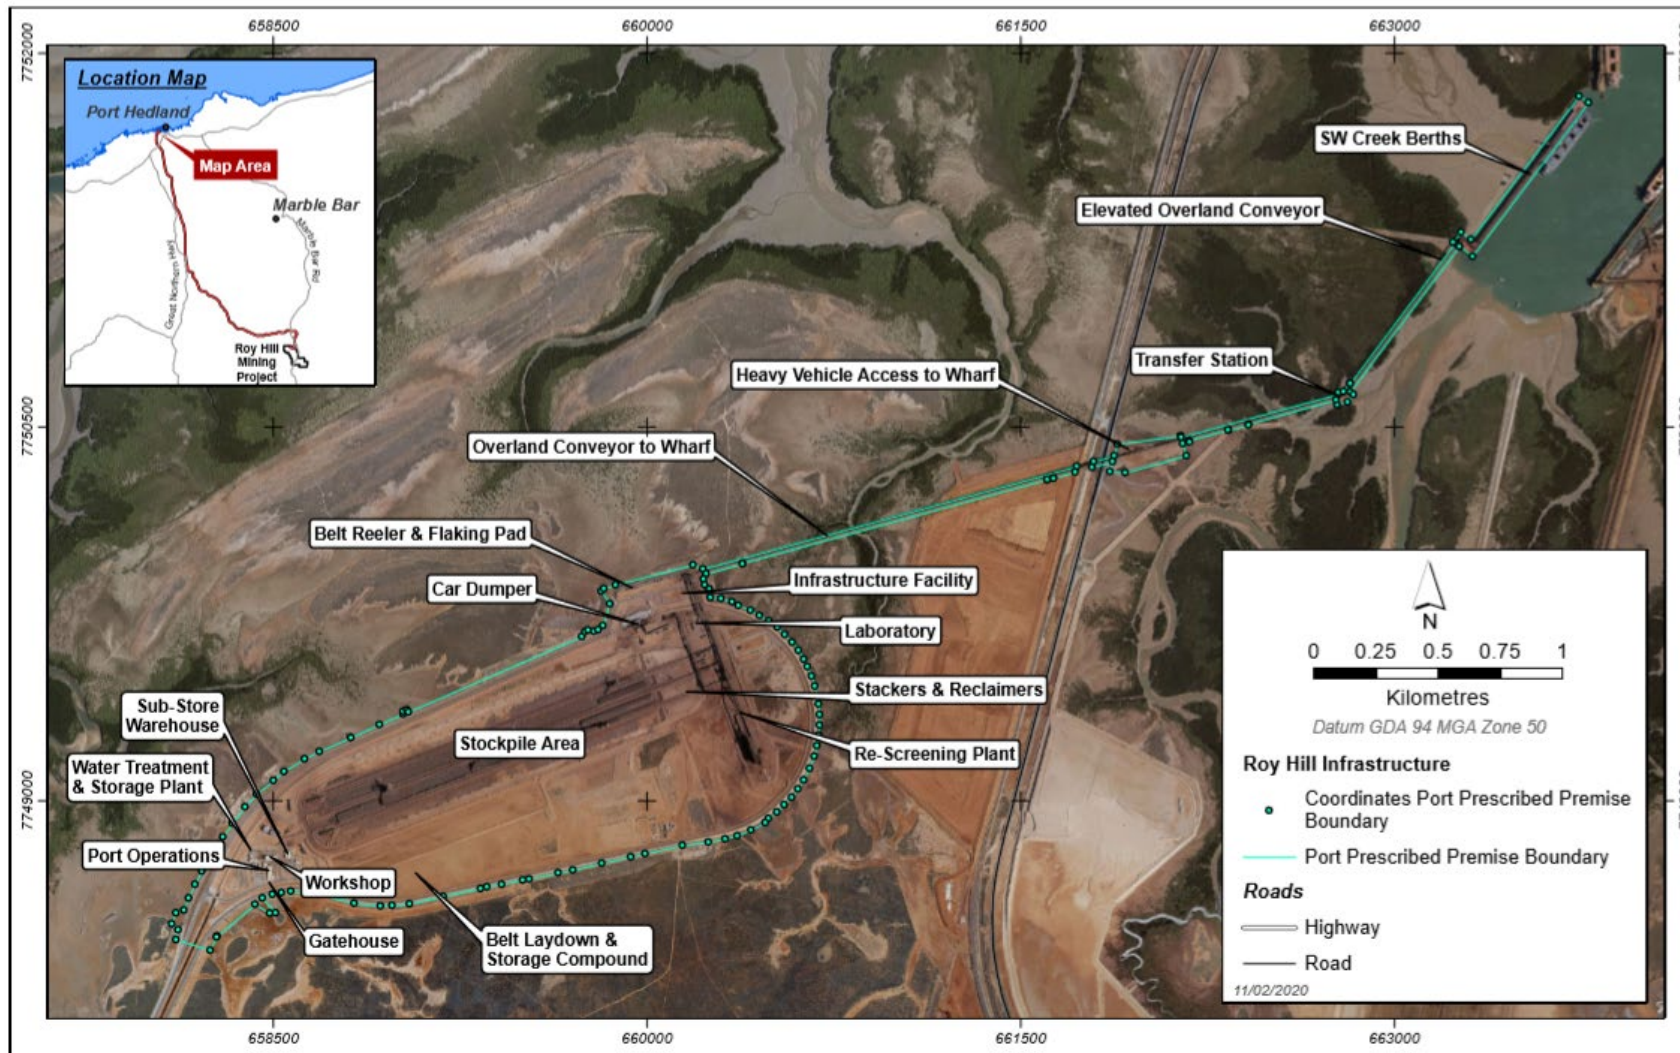 658500
660000
661500
663000
7752000
7750500
7749000
Location Map
Port Hedland
Map Area
Marble Bar
Marble Bar Rd
Great Northern Hwy
Roy Hill
Mining
Project
SW Creek Berths
Elevated Overland Conveyor
Transfer Station
Heavy Vehicle Access to Wharf
Overland Conveyor to Wharf
Belt Reeler & Flaking Pad
Infrastructure Facility
Car Dumper
Laboratory
Stackers & Reclaimers
Sub-Store
Warehouse
Stockpile Area
Re-Screening Plant
Water Treatment
& Storage Plant
Port Operations
Workshop
Gatehouse
Belt Laydown &
Storage Compound
N
0 0.25 0.5 0.75 1
Kilometres
Datum GDA 94 MGA Zone 50
Roy Hill Infrastructure
Coordinates Port Prescribed Premise
Boundary
Port Prescribed Premise Boundary
Roads
Highway
Road
11/02/2020
658500
660000
661500
663000